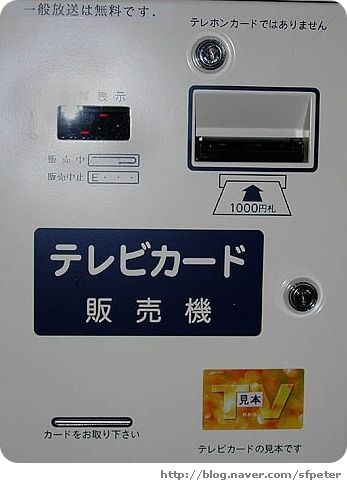 一般放送は無料です.
テレホンカードではありません
表示
販売中
販売中止 E・・・
1000円札
テレビカード
販売機
TV
見本
カードをお取り下さい
テレビカードの見本です
http://blog.naver.com/sfpeter